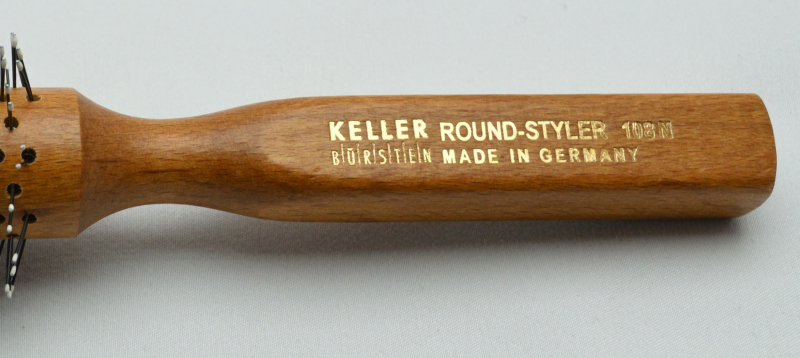 KELLER ROUND-STYLER 108 N
BÜRSTEN MADE IN GERMANY